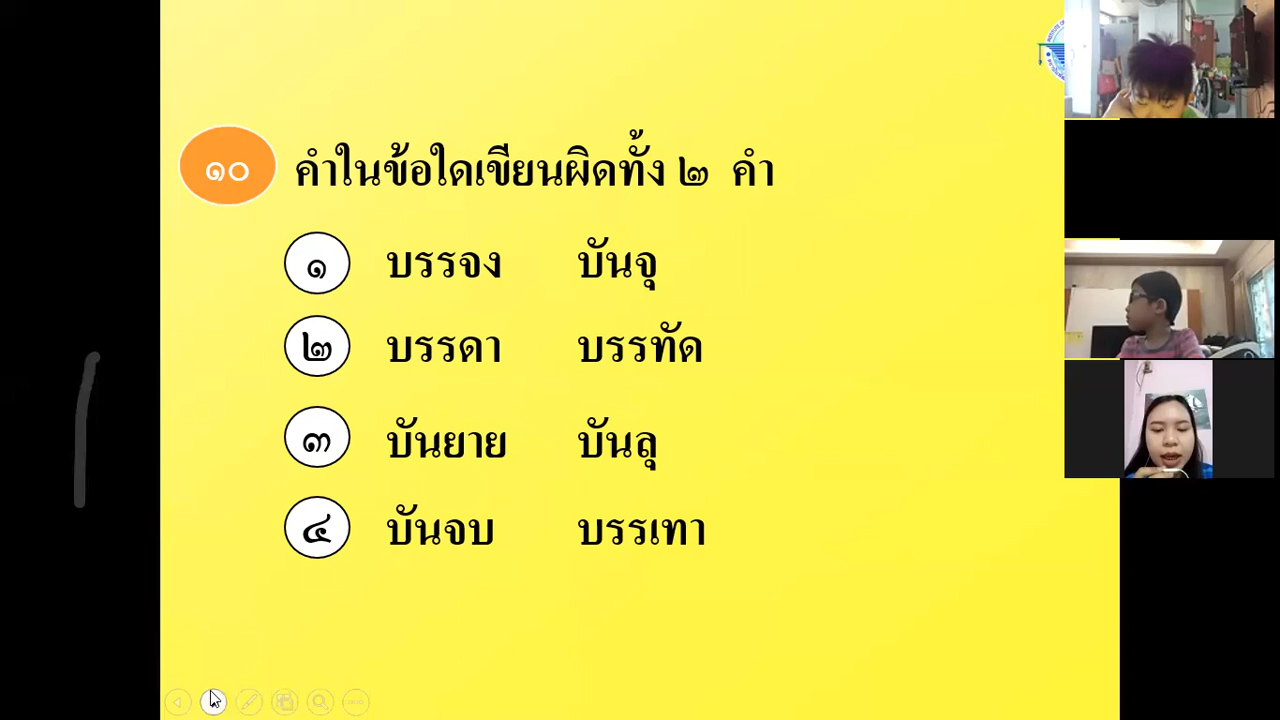 ๑๐ คำในข้อใดเขียนผิดทั้ง ๒ คำ
๑ บรรจง บันจุ
๒ บรรดา บรรทัด
๓ บันยาย บันลุ
๔ บันจบ บรรเทา